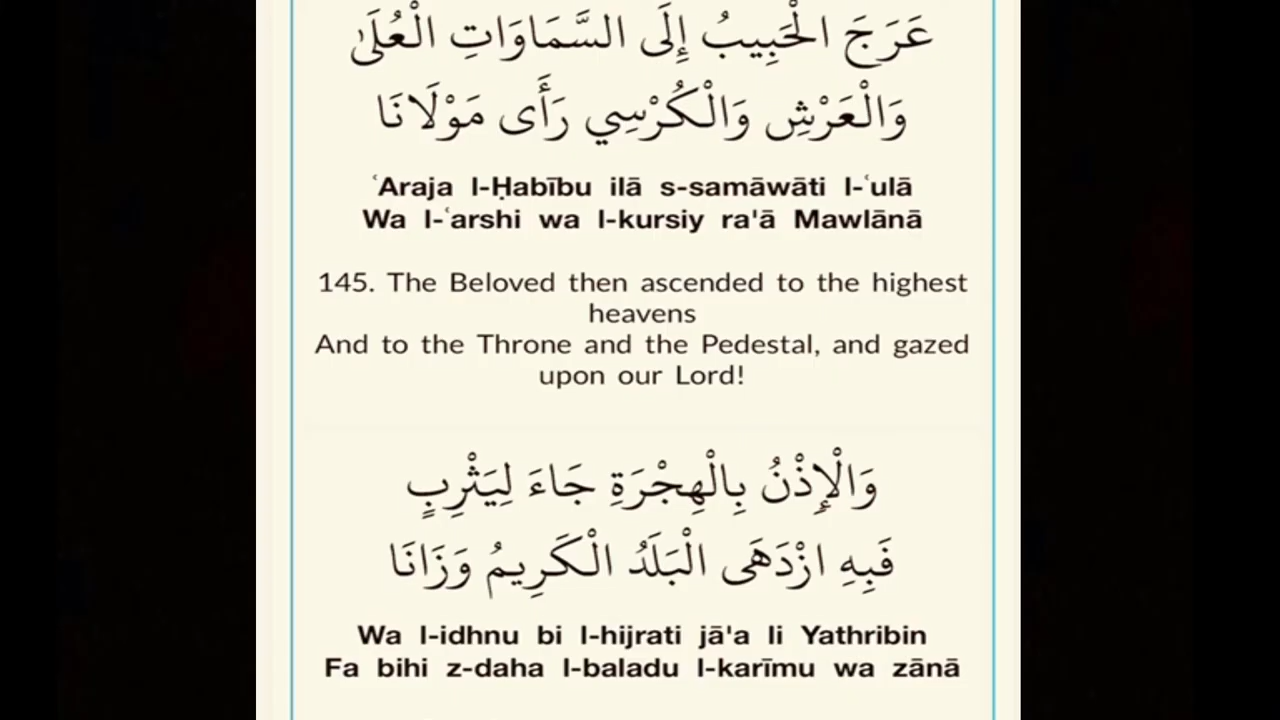 عَرَجَ الْحَبِيبُ إِلَى السَّمَاوَاتِ الْعُلَىٰ
وَالْعَرْشِ وَالْكُرْسِي رَأَى مَوْلَانَا
ʿAraja l-Ḥabību ilā s-samāwāti l-ʿulā
Wa l-ʿarshi wa l-kursiy ra'ā Mawlānā
145. The Beloved then ascended to the highest
heavens
And to the Throne and the Pedestal, and gazed
upon our Lord!
وَالْإِذْنُ بِالْهِجْرَةِ جَاءَ لِيَثْرِبٍ
فَبِهِ ازْدَهَى الْبَلَدُ الْكَرِيمُ وَزَانَا
Wa l-idhnu bi l-hijrati jā'a li Yathribin
Fa bihi z-daha l-baladu l-karīmu wa zānā